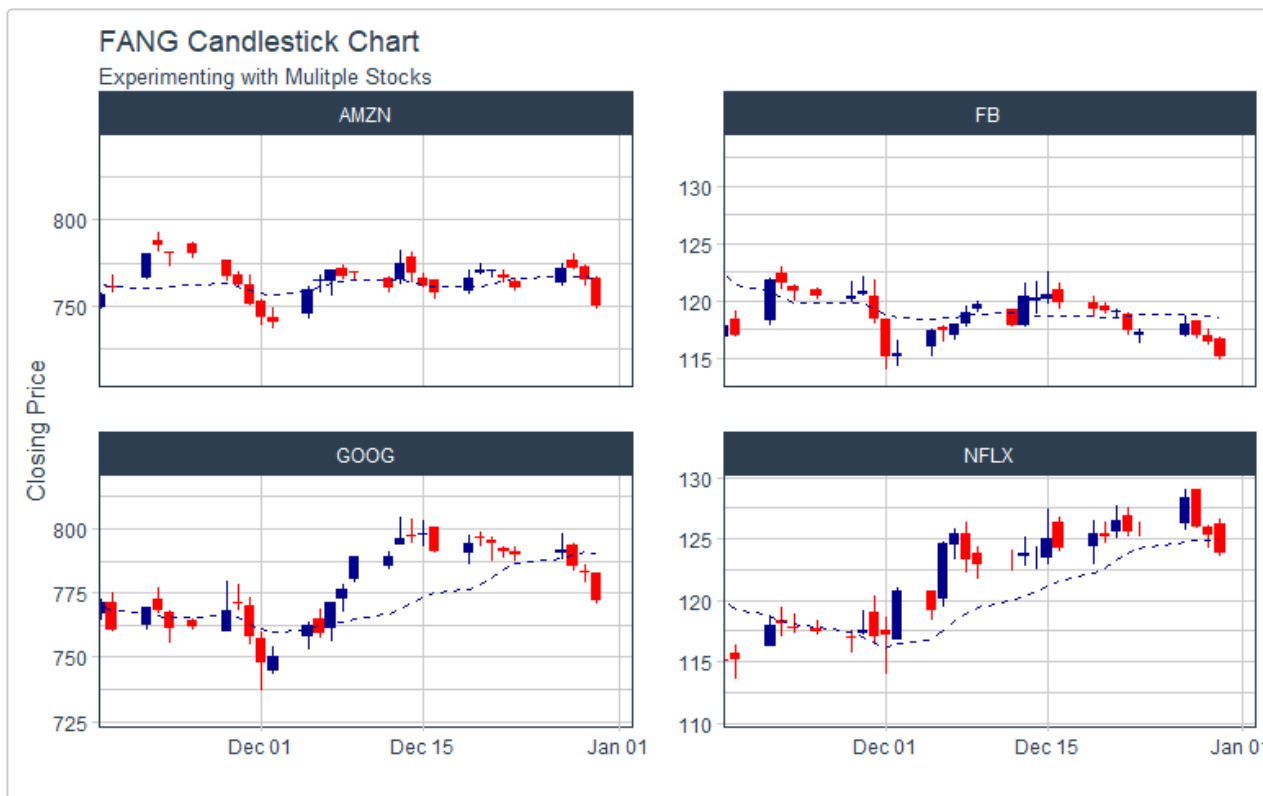 FANG Candlestick Chart
Experimenting with Mulitple Stocks
AMZN
FB
800
750
130
125
120
115
Closing Price
GOOG
NFLX
800
775
750
725
130
125
120
115
110
Dec 01
Dec 15
Jan 01
Dec 01
Dec 15
Jan 01